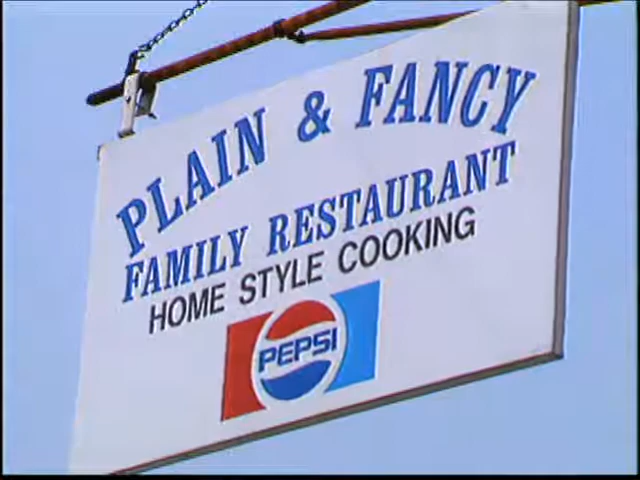 PLAIN & FANCY
FAMILY RESTAURANT
HOME STYLE COOKING
PEPSI